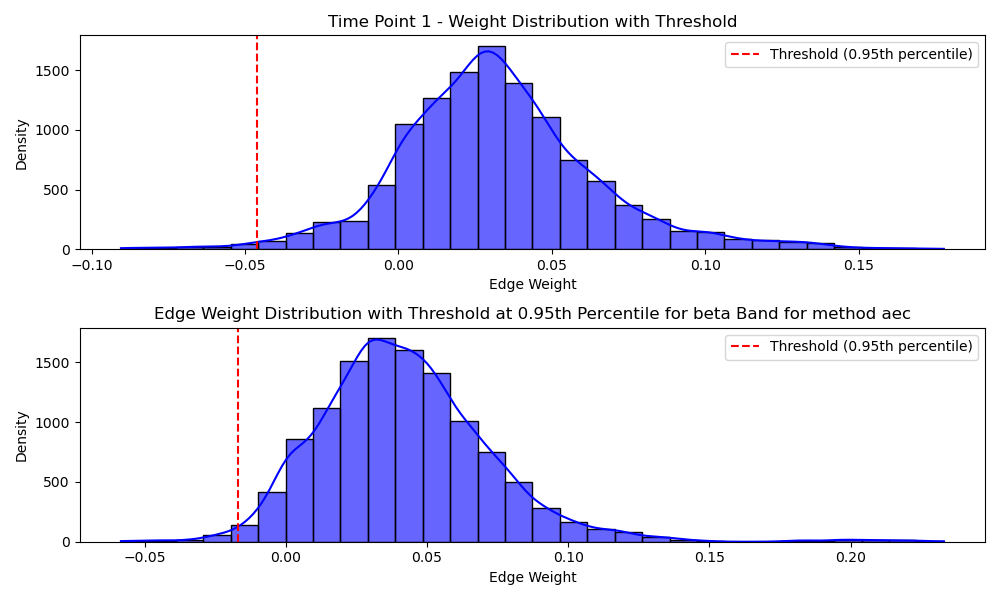 Time Point 1 - Weight Distribution with Threshold
Threshold (0.95th percentile)
1500
1000
500
0
Density
−0.10
−0.05
0.00
0.05
0.10
0.15
Edge Weight
Edge Weight Distribution with Threshold at 0.95th Percentile for beta Band for method aec
Threshold (0.95th percentile)
1500
1000
500
0
Density
−0.05
0.00
0.05
0.10
0.15
0.20
Edge Weight